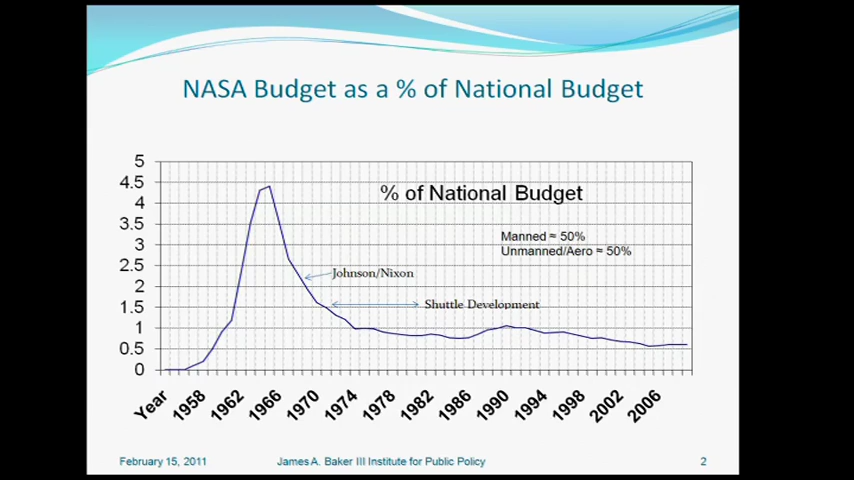 NASA Budget as a % of National Budget
% of National Budget
Manned ≈ 50%
Unmanned/Aero ≈ 50%
Johnson/Nixon
Shuttle Development
5
4.5
4
3.5
3
2.5
2
1.5
1
0.5
0
Year
1958
1962
1966
1970
1974
1978
1982
1986
1990
1994
1998
2002
2006
February 15, 2011
James A. Baker III Institute for Public Policy
2